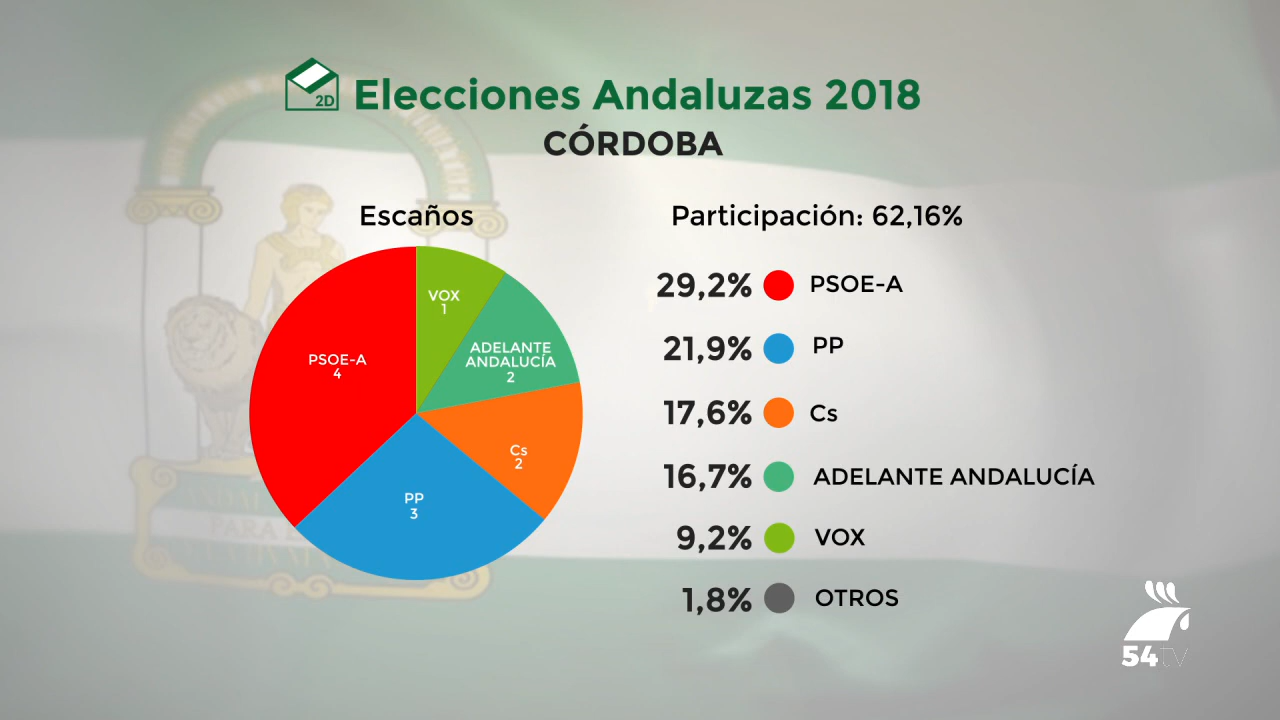 2D
Elecciones Andaluzas 2018
CÓRDOBA
Escaños
VOX
1
ADELANTE
ANDALUCÍA
2
PSOE-A
4
Cs
2
PP
3
Participación: 62,16%
29,2% PSOE-A
21,9% PP
17,6% Cs
16,7% ADELANTE ANDALUCÍA
9,2% VOX
1,8% OTROS
54TV